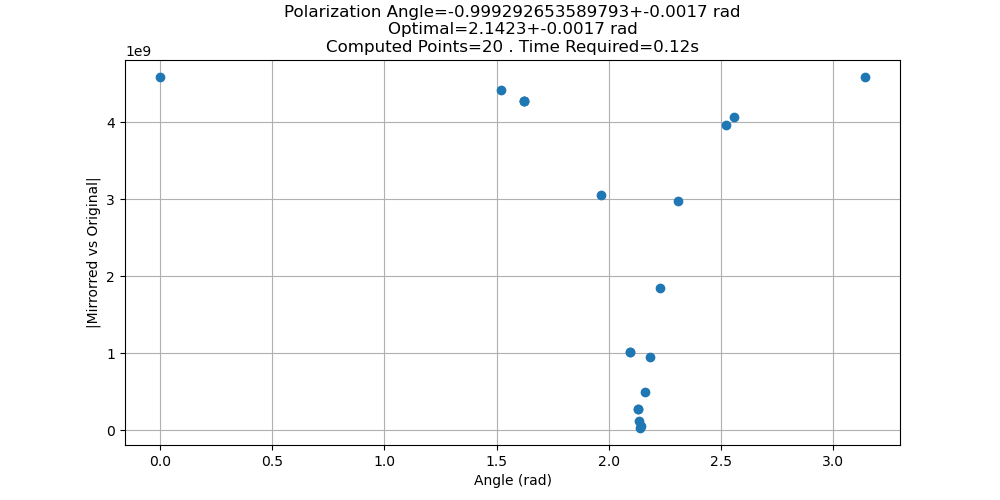 Polarization Angle=-0.999292653589793+-0.0017 rad
Optimal=2.1423+-0.0017 rad
Computed Points=20 . Time Required=0.12s
1e9
4
3
2
1
0
|Mirrorred vs Original|
0.0 0.5 1.0 1.5 2.0 2.5 3.0
Angle (rad)